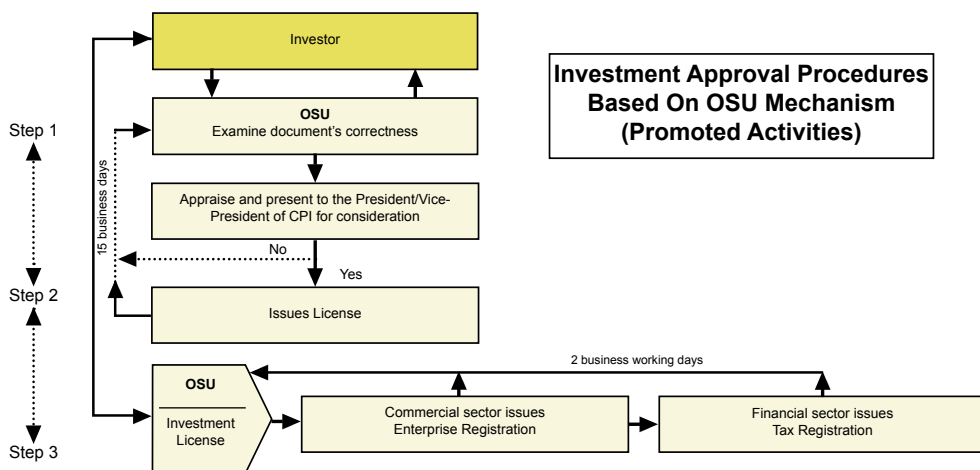 Investor
Investment Approval Procedures
Based On OSU Mechanism
(Promoted Activities)
Step 1
OSU
Examine document's correctness
15 business days
Appraise and present to the President/Vice-
President of CPI for consideration
No
Yes
Step 2
Issues License
2 business working days
OSU
Investment
License
Commercial sector issues
Enterprise Registration
Financial sector issues
Tax Registration
Step 3